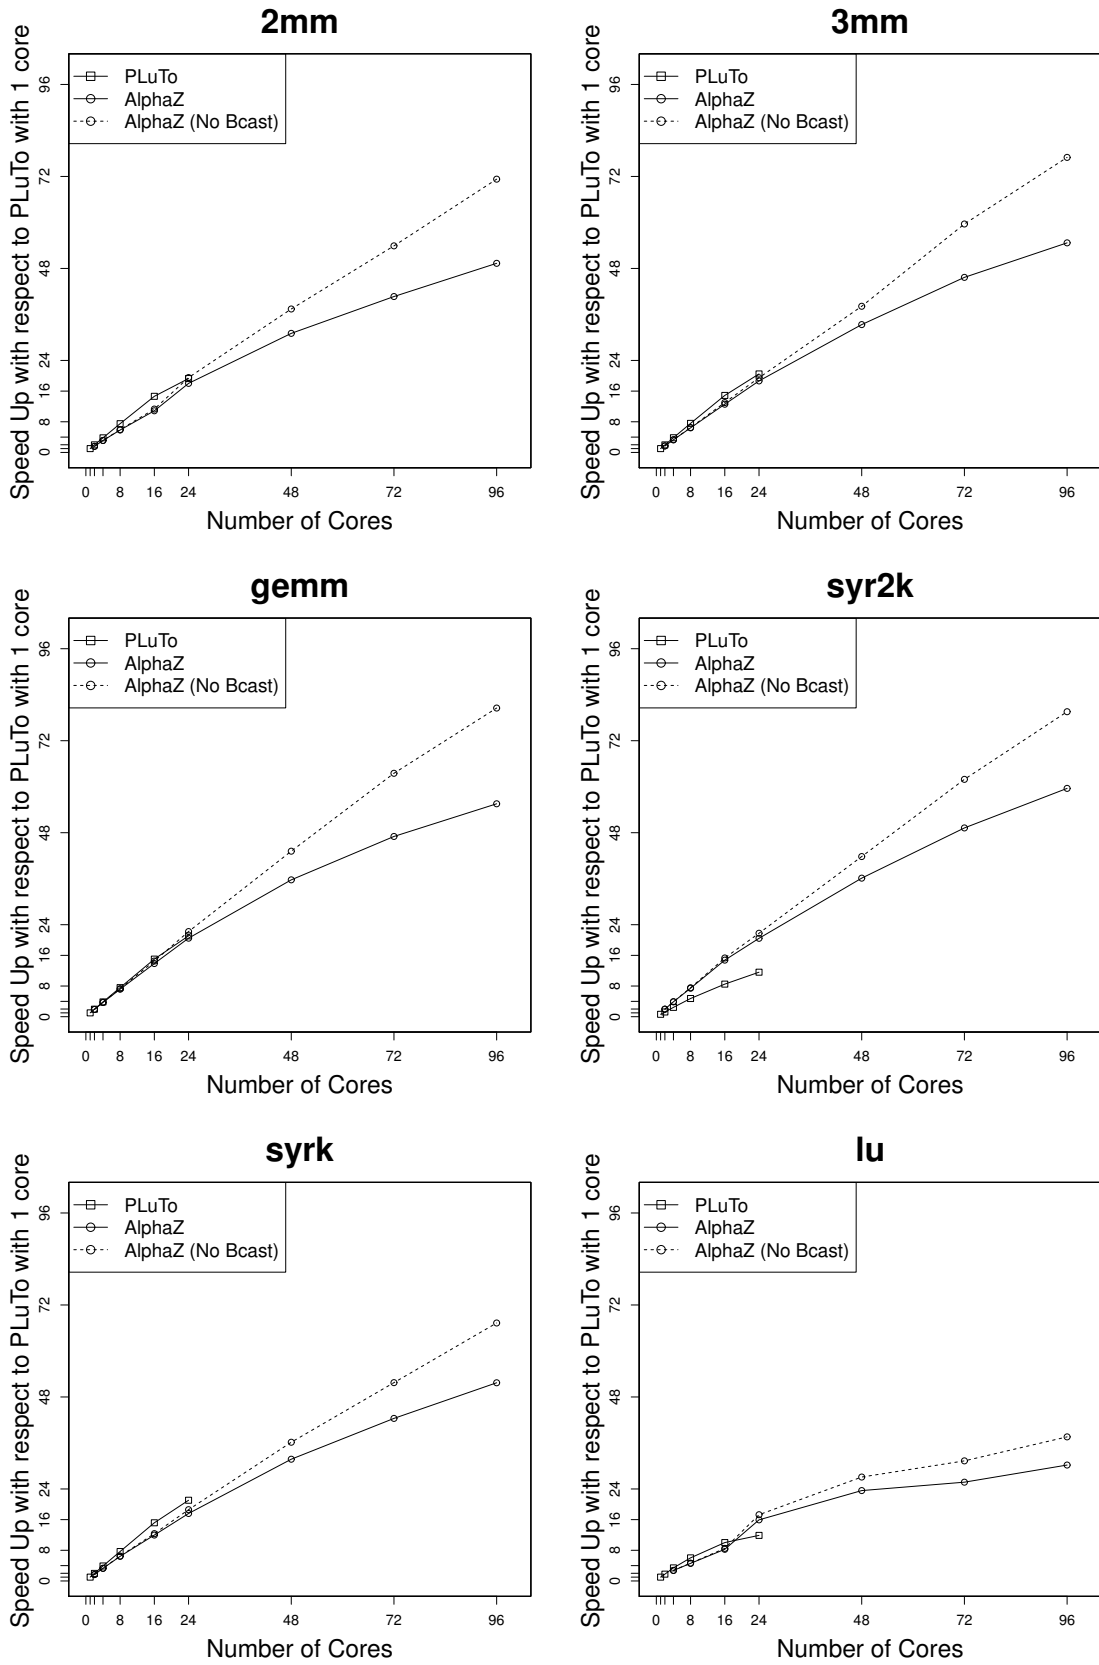 2mm
PLuTo
AlphaZ
AlphaZ (No Bcast)
Speed Up with respect to PLuTo with 1 core
0 8 16 24 48 72 96
0 8 16 24 48 72 96
Number of Cores
3mm
PLuTo
AlphaZ
AlphaZ (No Bcast)
Speed Up with respect to PLuTo with 1 core
0 8 16 24 48 72 96
0 8 16 24 48 72 96
Number of Cores
gemm
PLuTo
AlphaZ
AlphaZ (No Bcast)
Speed Up with respect to PLuTo with 1 core
0 8 16 24 48 72 96
0 8 16 24 48 72 96
Number of Cores
syr2k
PLuTo
AlphaZ
AlphaZ (No Bcast)
Speed Up with respect to PLuTo with 1 core
0 8 16 24 48 72 96
0 8 16 24 48 72 96
Number of Cores
syrk
PLuTo
AlphaZ
AlphaZ (No Bcast)
Speed Up with respect to PLuTo with 1 core
0 8 16 24 48 72 96
0 8 16 24 48 72 96
Number of Cores
lu
PLuTo
AlphaZ
AlphaZ (No Bcast)
Speed Up with respect to PLuTo with 1 core
0 8 16 24 48 72 96
0 8 16 24 48 72 96
Number of Cores